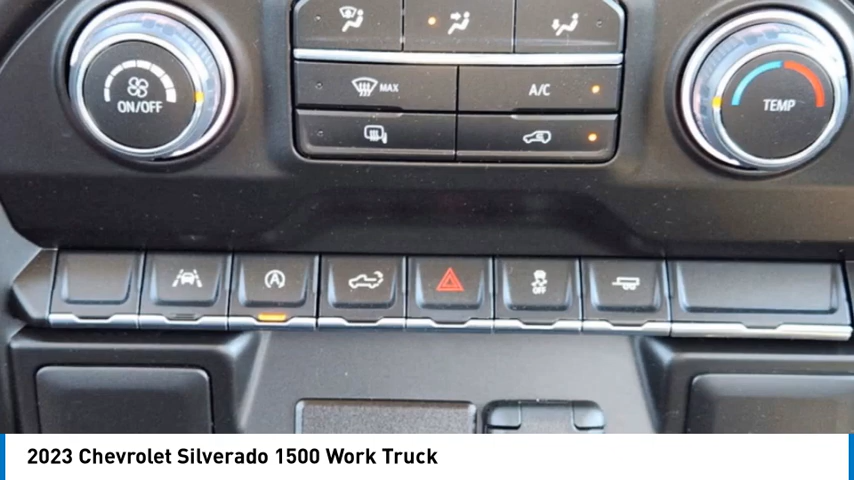 MAX
A/C
ON/OFF
TEMP
A
OFF
2023 Chevrolet Silverado 1500 Work Truck